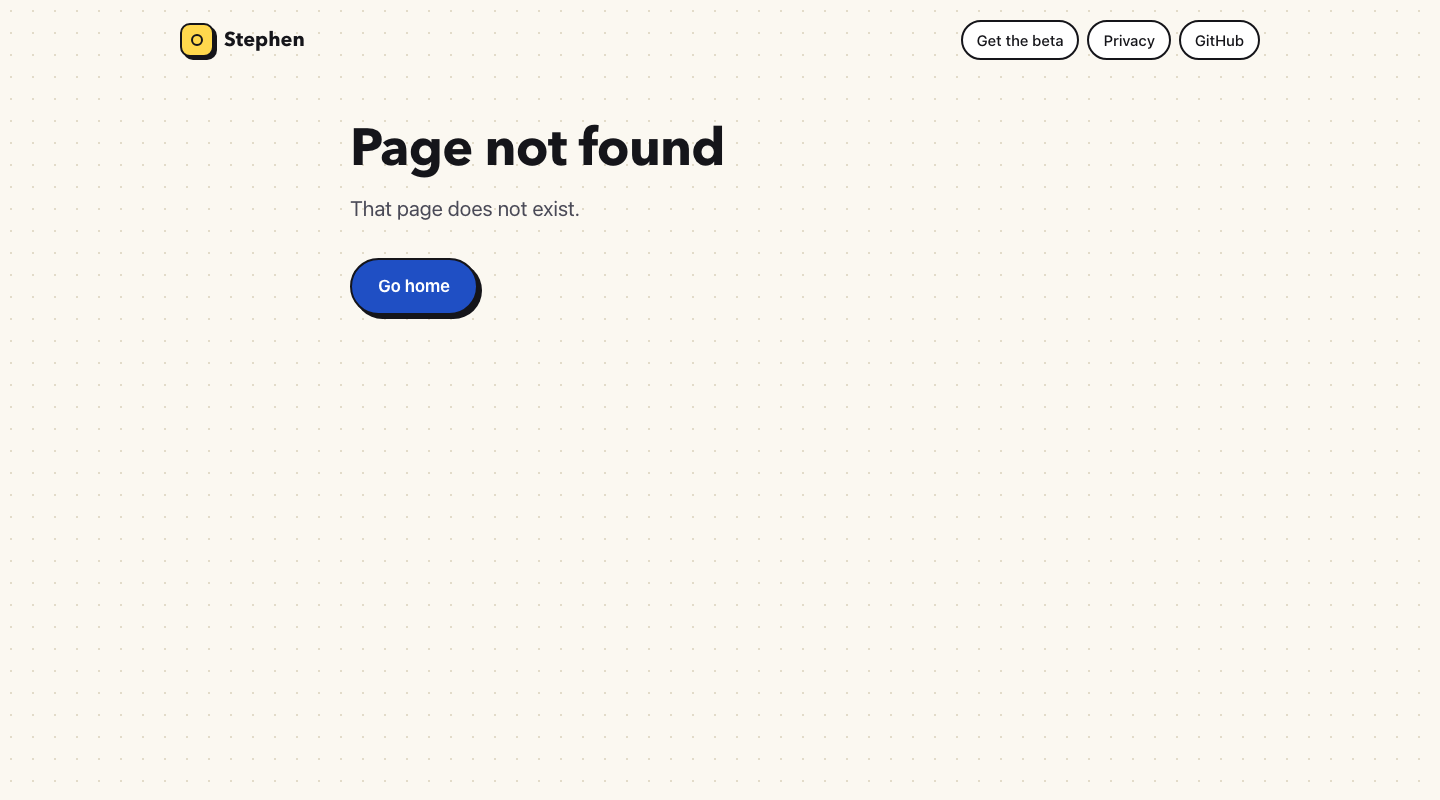 Stephen
Get the beta
Privacy
GitHub
Page not found
That page does not exist.
Go home